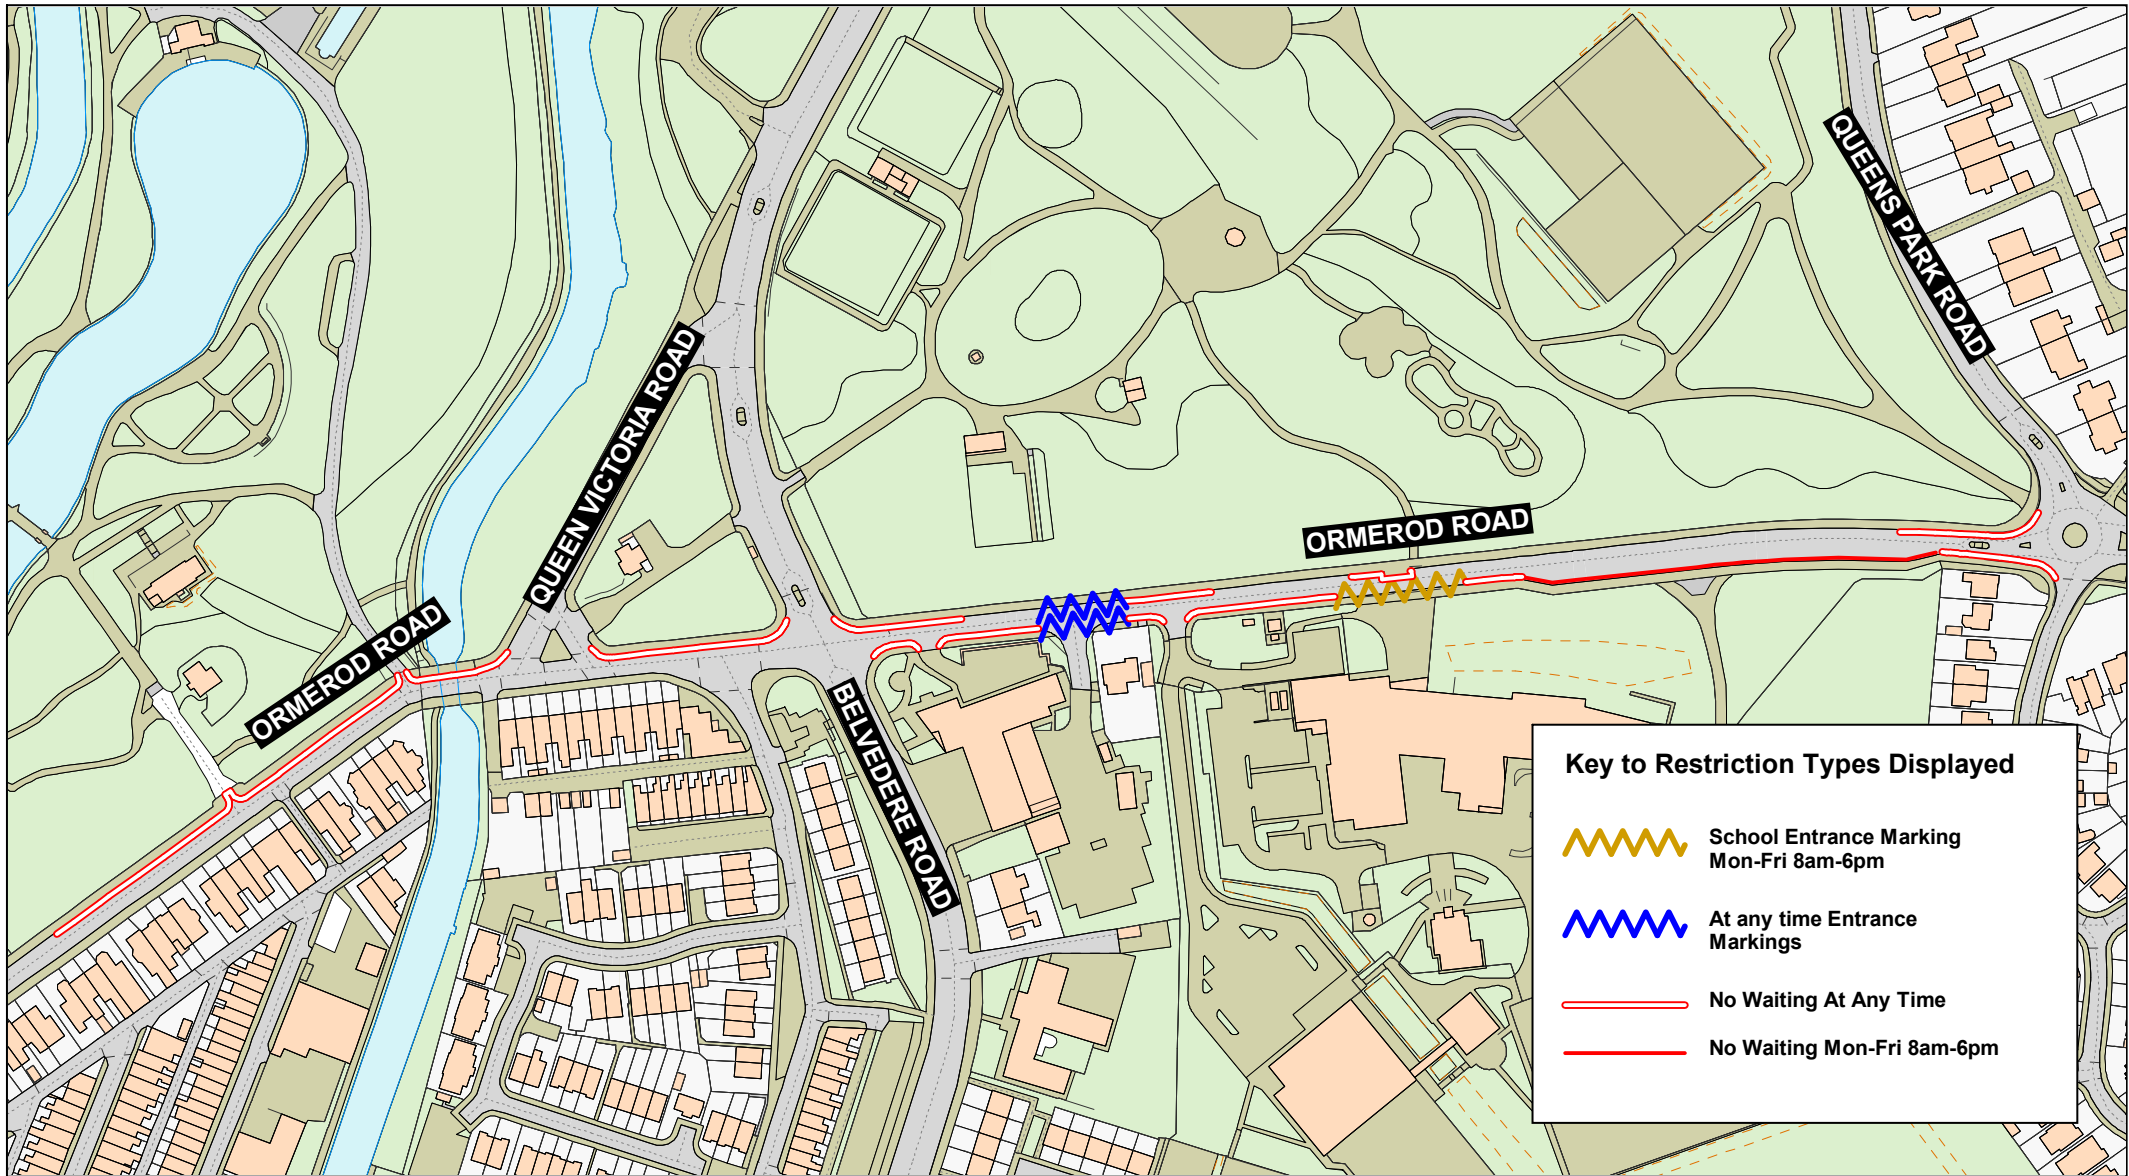 QUEENS PARK ROAD
QUEEN VICTORIA ROAD
ORMEROD ROAD
ORMEROD ROAD
BELVEDERE ROAD
Key to Restriction Types Displayed
School Entrance Marking
Mon-Fri 8am-6pm
At any time Entrance
Markings
No Waiting At Any Time
No Waiting Mon-Fri 8am-6pm